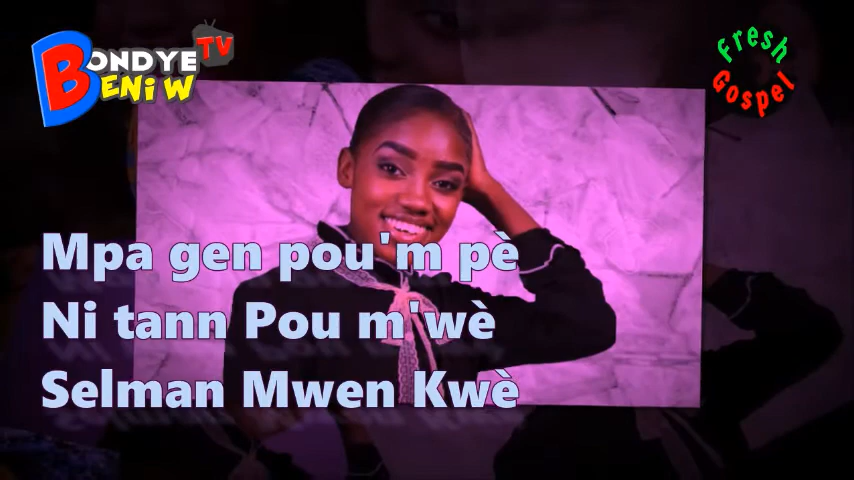 BONDYE TV
BENi W
Fresh
Gospel
Mpa gen pou'm pè
Ni tann Pou m'wè
Selman Mwen Kwè